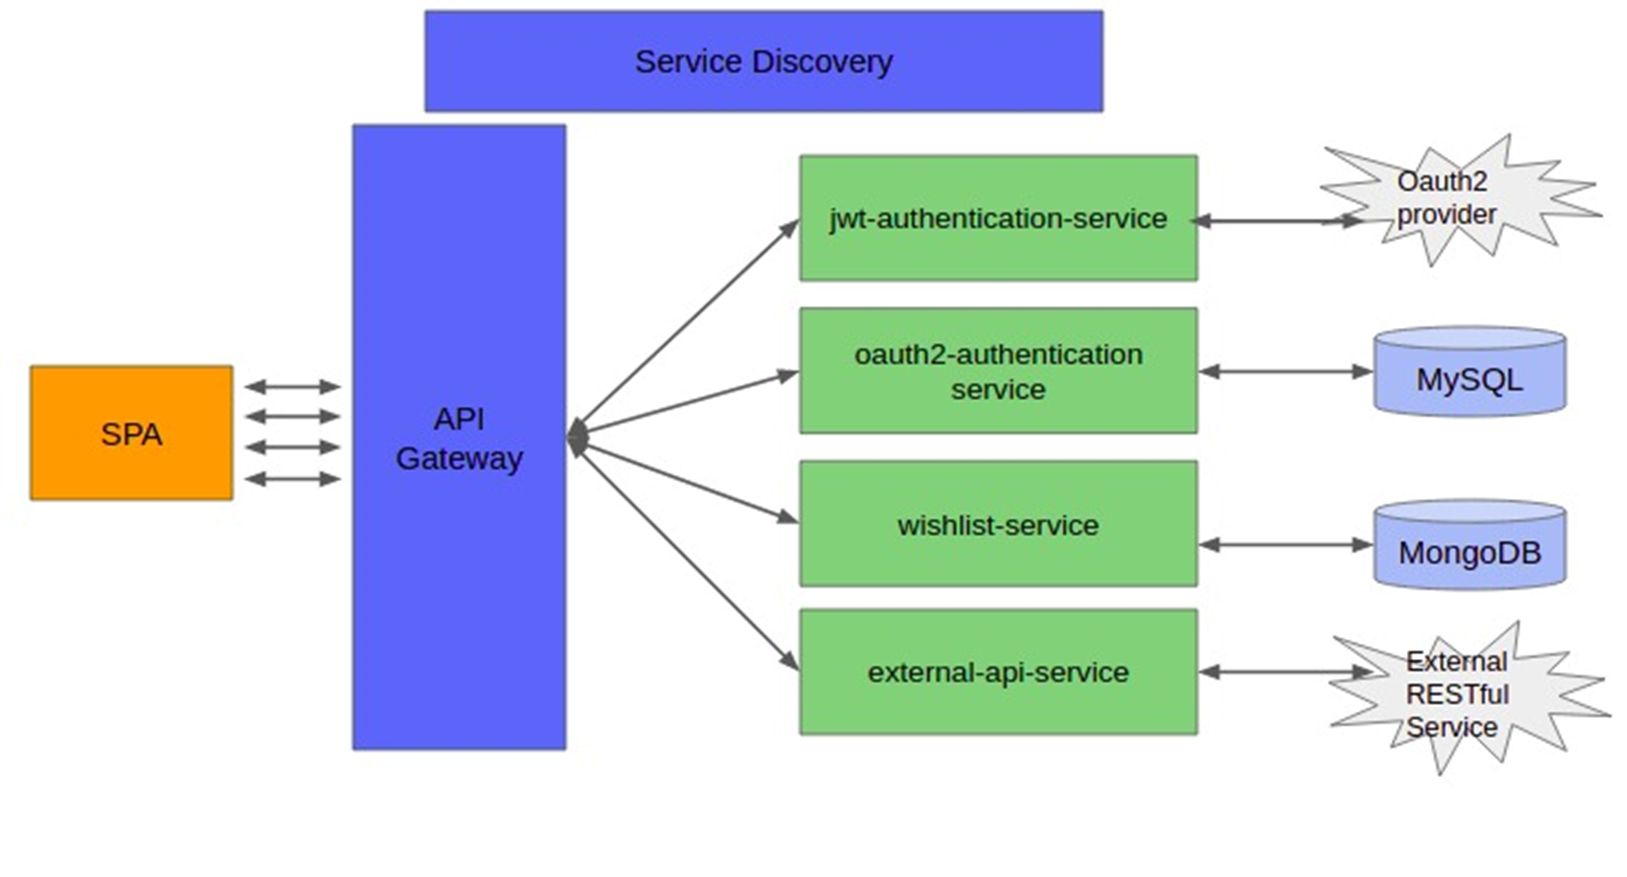 Service Discovery
SPA
API
Gateway
jwt-authentication-service
oauth2-authentication
service
wishlist-service
external-api-service
Oauth2
provider
MySQL
MongoDB
External
RESTful
Service